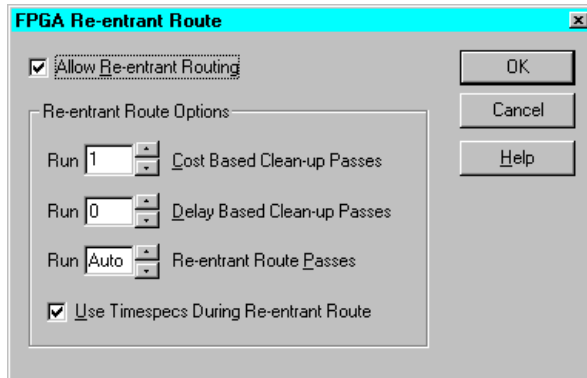 FPGA Re-entrant Route
Allow Re-entrant Routing
OK
Re-entrant Route Options
Cancel
Run 1 Cost Based Clean-up Passes
Help
Run 0 Delay Based Clean-up Passes
Run Auto Re-entrant Route Passes
Use Timespecs During Re-entrant Route